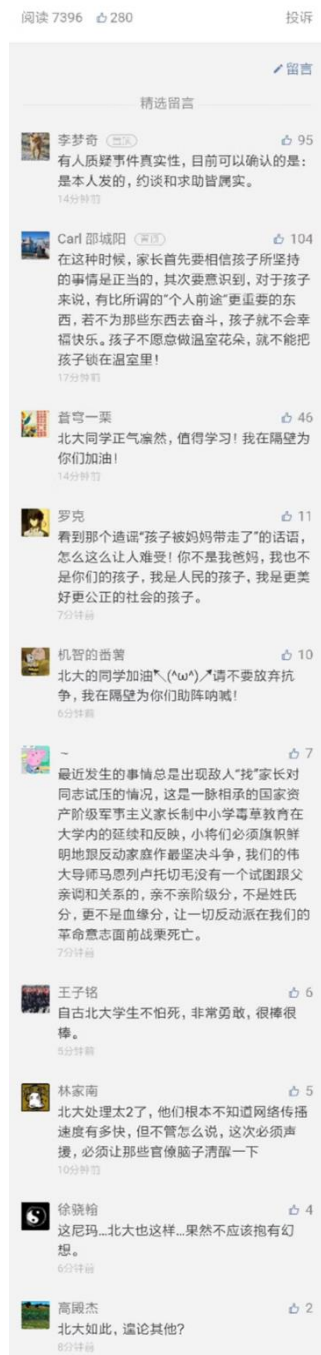 阅读 7396 280 投诉
留言
精选留言
李梦奇 95
有人质疑事件真实性，目前可以确认的是：
是本人发的，约谈和求助皆属实。
14分钟前
Carl 邵城阳 104
在这种时候，家长首先要相信孩子所坚持
的事情是正当的，其次要意识到，对于孩子
来说，有比所谓的“个人前途”更重要的东
西，若不为那些东西去奋斗，孩子就不会幸
福快乐。孩子不愿意做温室花朵，就不能把
孩子锁在温室里！
17分钟前
蒼穹一栗 46
北大同学正气凛然，值得学习！我在隔壁为
你们加油！
14分钟前
罗克 11
看到那个造谣“孩子被妈妈带走了”的话语，
怎么这么让人难受！你不是我爸妈，我也不
是你们的孩子，我是人民的孩子，我是更美
好更公正的社会的孩子。
7分钟前
机智的番薯 10
北大的同学加油↖(^ω^)↗请不要放弃抗
争，我在隔壁为你们助阵呐喊！
6分钟前
~ 7
最近发生的事情总是出现敌人“找”家长对
同志试压的情况，这是一脉相承的国家资
产阶级军事主义家长制中小学毒草教育在
大学内的延续和反映，小将们必须旗帜鲜
明地跟反动家庭作最坚决斗争，我们的伟
大导师马恩列卢托切毛没有一个试图跟父
亲调和关系的，亲不亲阶级分，不是姓氏
分，更不是血缘分，让一切反动派在我们的
革命意志面前战栗死亡。
7分钟前
王子铭 6
自古北大学生不怕死，非常勇敢，很棒很
棒。
5分钟前
林家南 5
北大处理太2了，他们根本不知道网络传播
速度有多快，但不管怎么说，这次必须声
援，必须让那些官僚脑子清醒一下
10分钟前
徐骁翰 4
这尼玛...北大也这样...果然不应该抱有幻
想。
6分钟前
高殿杰 2
北大如此，遑论其他？
8分钟前